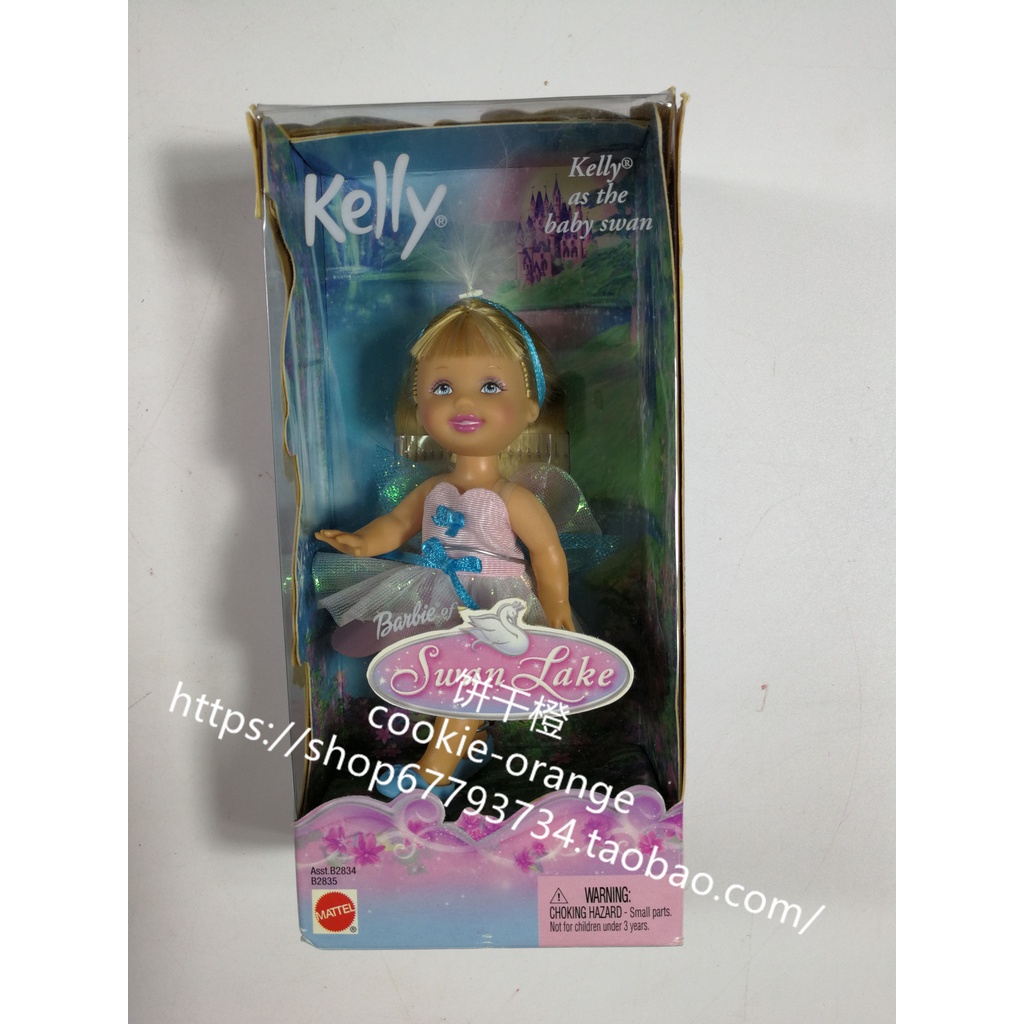 Kelly®
Kelly®
as the
baby swan
Barbie of
Swan Lake
饼干橙
cookie-orange
https://shop67793734.taobao.com/
Asst.B2834
B2835
MATTEL
®
WARNING:
CHOKING HAZARD - Small parts.
Not for children under 3 years.